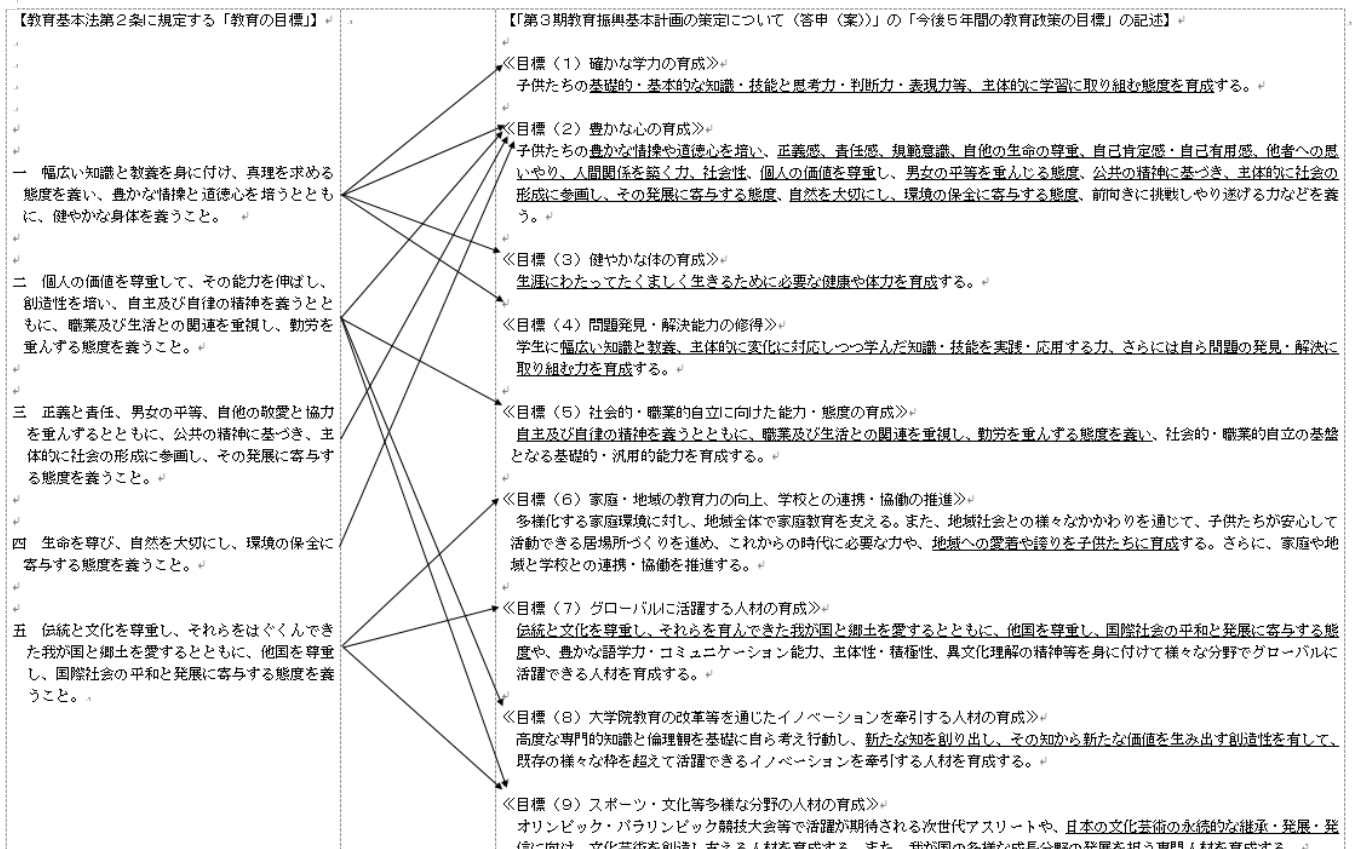 【教育基本法第２条に規定する「教育の目標」】
一　幅広い知識と教養を身に付け、真理を求める
態度を養い、豊かな情操と道徳心を培うととも
に、健やかな身体を養うこと。
二　個人の価値を尊重して、その能力を伸ばし、
創造性を培い、自主及び自律の精神を養うとと
もに、職業及び生活との関連を重視し、勤労を
重んずる態度を養うこと。
三　正義と責任、男女の平等、自他の敬愛と協力
を重んずるとともに、公共の精神に基づき、主
体的に社会の形成に参画し、その発展に寄与す
る態度を養うこと。
四　生命を尊び、自然を大切にし、環境の保全に
寄与する態度を養うこと。
五　伝統と文化を尊重し、それらをはぐくんでき
た我が国と郷土を愛するとともに、他国を尊重
し、国際社会の平和と発展に寄与する態度を養
うこと。
【「第３期教育振興基本計画の策定について（答申（案））」の「今後５年間の教育政策の目標」の記述】
≪目標（１）確かな学力の育成≫
子供たちの基礎的・基本的な知識・技能と思考力・判断力・表現力等、主体的に学習に取り組む態度を育成する。
≪目標（２）豊かな心の育成≫
子供たちの豊かな情操や道徳心を培い、正義感、責任感、規範意識、自他の生命の尊重、自己肯定感・自己有用感、他者への思
いやり、人間関係を築く力、社会性、個人の価値を尊重し、男女の平等を重んじる態度、公共の精神に基づき、主体的に社会の
形成に参画し、その発展に寄与する態度、自然を大切にし、環境の保全に寄与する態度、前向きに挑戦しやり遂げる力などを養
う。
≪目標（３）健やかな体の育成≫
生涯にわたってたくましく生きるために必要な健康や体力を育成する。
≪目標（４）問題発見・解決能力の修得≫
学生に幅広い知識と教養、主体的に変化に対応しつつ学んだ知識・技能を実践・応用する力、さらには自ら問題の発見・解決に
取り組む力を育成する。
≪目標（５）社会的・職業的自立に向けた能力・態度の育成≫
自主及び自律の精神を養うとともに、職業及び生活との関連を重視し、勤労を重んずる態度を養い、社会的・職業的自立の基盤
となる基礎的・汎用的能力を育成する。
≪目標（６）家庭・地域の教育力の向上、学校との連携・協働の推進≫
多様化する家庭環境に対し、地域全体で家庭教育を支える。また、地域社会との様々なかかわりを通じて、子供たちが安心して
活動できる居場所づくりを進め、これからの時代に必要な力や、地域への愛着や誇りを子供たちに育成する。さらに、家庭や地
域と学校との連携・協働を推進する。
≪目標（７）グローバルに活躍する人材の育成≫
伝統と文化を尊重し、それらを育んできた我が国と郷土を愛するとともに、他国を尊重し、国際社会の平和と発展に寄与する態
度や、豊かな語学力・コミュニケーション能力、主体性・積極性、異文化理解の精神等を身に付けて様々な分野でグローバルに
活躍できる人材を育成する。
≪目標（８）大学院教育の改革等を通じたイノベーションを牽引する人材の育成≫
高度な専門的知識と倫理観を基礎に自ら考え行動し、新たな知を創り出し、その知から新たな価値を生み出す創造性を有して、
既存の様々な枠を超えて活躍できるイノベーションを牽引する人材を育成する。
≪目標（９）スポーツ・文化等多様な分野の人材の育成≫
オリンピック・パラリンピック競技大会等で活躍が期待される次世代アスリートや、日本の文化芸術の永続的な継承・発展・発
信に向け、文化芸術を創造し支える人材を育成する。また、我が国の多様な成長分野の発展を担う専門人材を育成する。